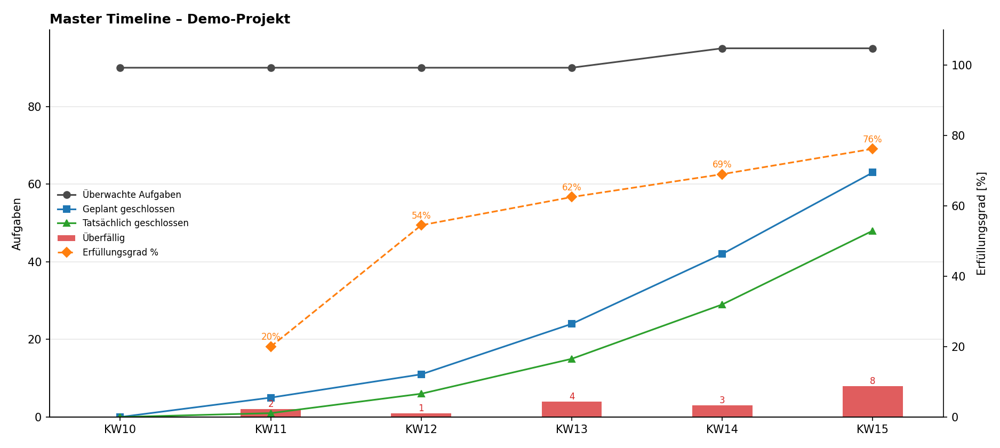 Master Timeline – Demo-Projekt
100
80
80
76%
69%
60
62%
60
54%
Überwachte Aufgaben
Geplant geschlossen
Tatsächlich geschlossen
Überfällig
Erfüllungsgrad %
Aufgaben
Erfüllungsgrad [%]
40
40
20%
20
20
2
1
4
3
8
0
0
KW10
KW11
KW12
KW13
KW14
KW15